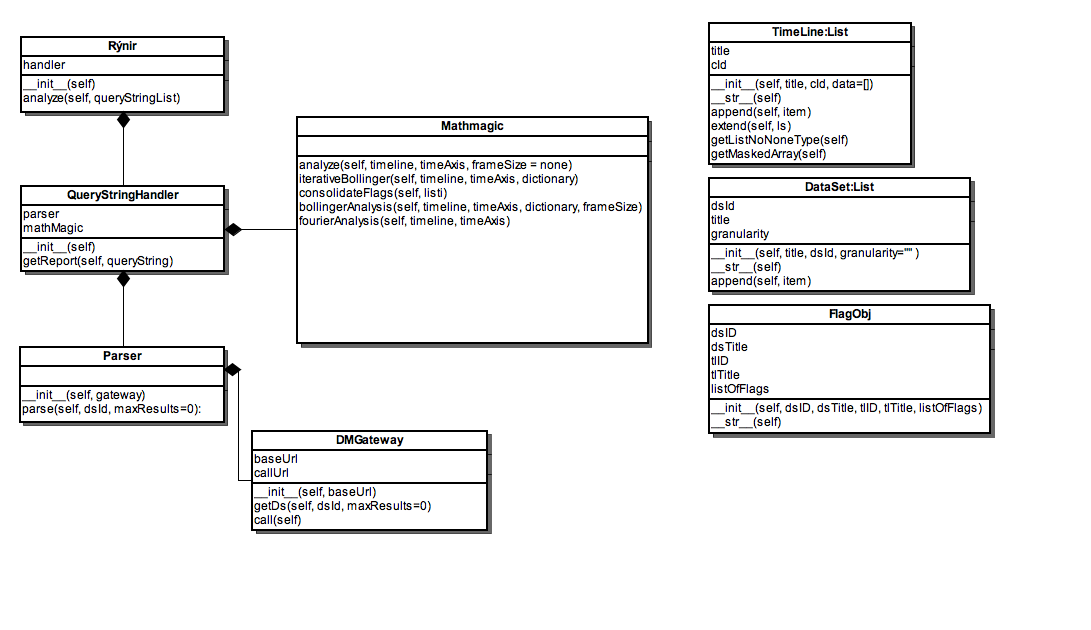 Rýnir
handler
__init__(self)
analyze(self, queryStringList)
QueryStringHandler
parser
mathMagic
__init__(self)
getReport(self, queryString)
Parser
__init__(self, gateway)
parse(self, dsId, maxResults=0):
Mathmagic
analyze(self, timeline, timeAxis, frameSize = none)
iterativeBollinger(self, timeline, timeAxis, dictionary)
consolidateFlags(self, listi)
bollingerAnalysis(self, timeline, timeAxis, dictionary, frameSize)
fourierAnalysis(self, timeline, timeAxis)
DMGateway
baseUrl
callUrl
__init__(self, baseUrl)
getDs(self, dsId, maxResults=0)
call(self)
TimeLine:List
title
cId
__init__(self, title, cId, data=[])
__str__(self)
append(self, item)
extend(self, ls)
getListNoNoneType(self)
getMaskedArray(self)
DataSet:List
dsId
title
granularity
__init__(self, title, dsId, granularity="" )
__str__(self)
append(self, item)
FlagObj
dsID
dsTitle
tlID
tlTitle
listOfFlags
__init__(self, dsID, dsTitle, tlID, tlTitle, listOfFlags)
__str__(self)